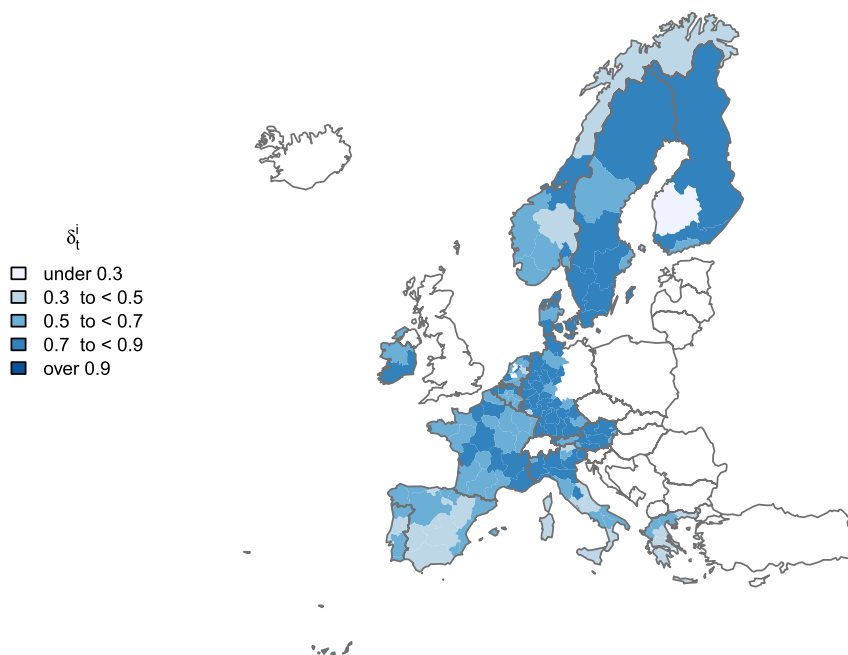 δᵢₜ
under 0.3
0.3 to < 0.5
0.5 to < 0.7
0.7 to < 0.9
over 0.9